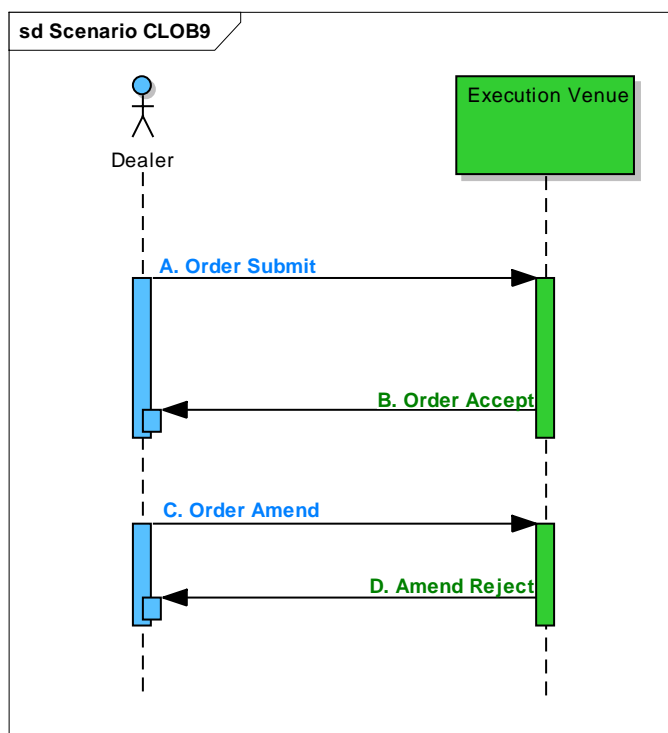 sd Scenario CLOB9
Execution Venue
Dealer
A. Order Submit
B. Order Accept
C. Order Amend
D. Amend Reject